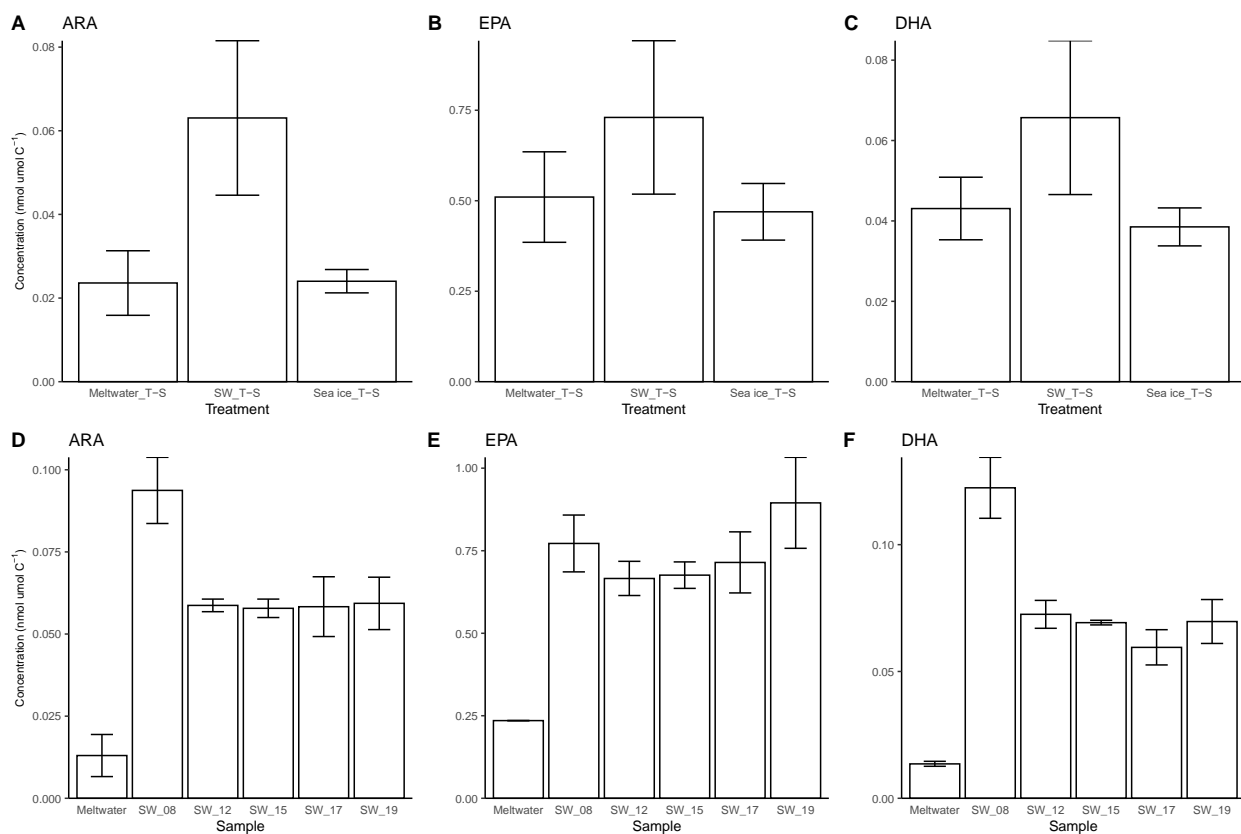 A ARA
0.08
0.06
0.04
0.02
0.00
Concentration (nmol umol C⁻¹)
Meltwater_T−S SW_T−S Sea ice_T−S
Treatment
B EPA
0.75
0.50
0.25
0.00
Meltwater_T−S SW_T−S Sea ice_T−S
Treatment
C DHA
0.08
0.06
0.04
0.02
0.00
Meltwater_T−S SW_T−S Sea ice_T−S
Treatment
D ARA
0.100
0.075
0.050
0.025
0.000
Concentration (nmol umol C⁻¹)
Meltwater SW_08 SW_12 SW_15 SW_17 SW_19
Sample
E EPA
1.00
0.75
0.50
0.25
0.00
Meltwater SW_08 SW_12 SW_15 SW_17 SW_19
Sample
F DHA
0.10
0.05
0.00
Meltwater SW_08 SW_12 SW_15 SW_17 SW_19
Sample